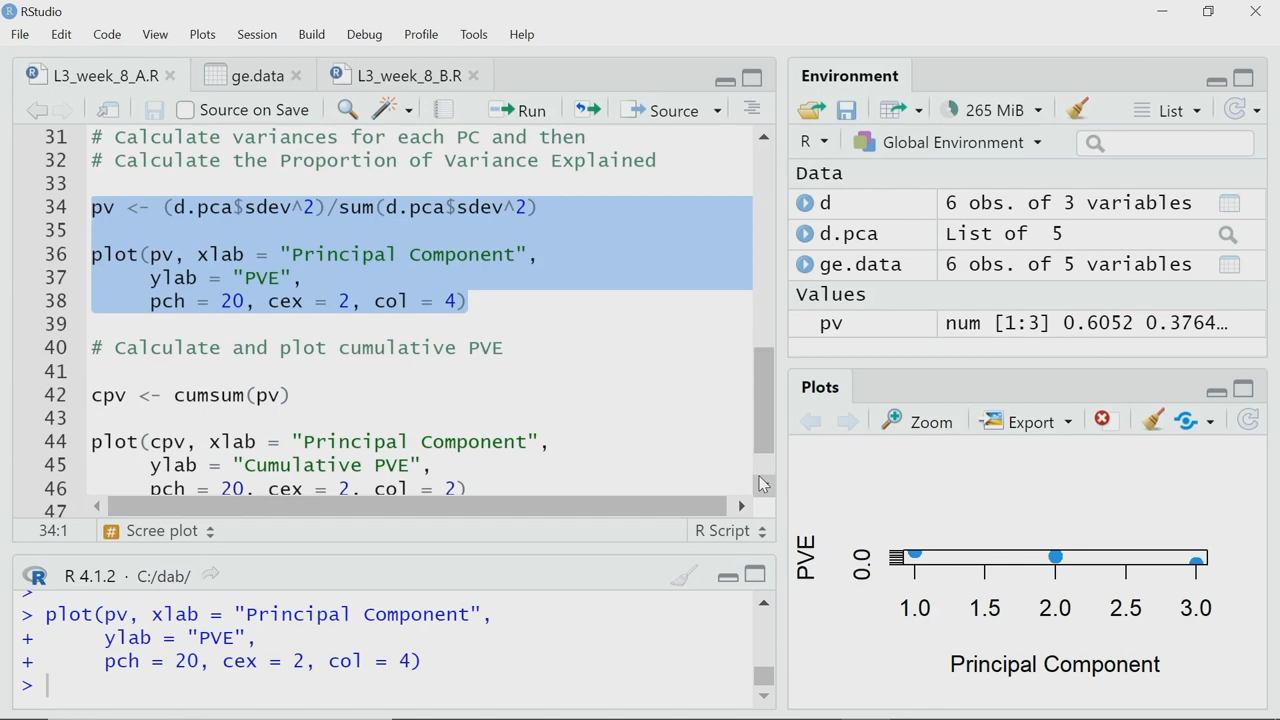 RStudio
File Edit Code View Plots Session Build Debug Profile Tools Help
L3_week_8_A.R ge.data L3_week_8_B.R
Source on Save Run Source
31 # Calculate variances for each PC and then
32 # Calculate the Proportion of Variance Explained
33
34 pv <- (d.pca$sdev^2)/sum(d.pca$sdev^2)
35
36 plot(pv, xlab = "Principal Component",
37 ylab = "PVE",
38 pch = 20, cex = 2, col = 4)
39
40 # Calculate and plot cumulative PVE
41
42 cpv <- cumsum(pv)
43
44 plot(cpv, xlab = "Principal Component",
45 ylab = "Cumulative PVE",
46 pch = 20, cex = 2, col = 2)
47
34:1 # Scree plot R Script
R R 4.1.2 · C:/dab/
>
> plot(pv, xlab = "Principal Component",
+ ylab = "PVE",
+ pch = 20, cex = 2, col = 4)
>
Environment
265 MiB List
R Global Environment
Data
d 6 obs. of 3 variables
d.pca List of 5
ge.data 6 obs. of 5 variables
Values
pv num [1:3] 0.6052 0.3764...
Plots
Zoom Export
PVE
0.0
1.0 1.5 2.0 2.5 3.0
Principal Component